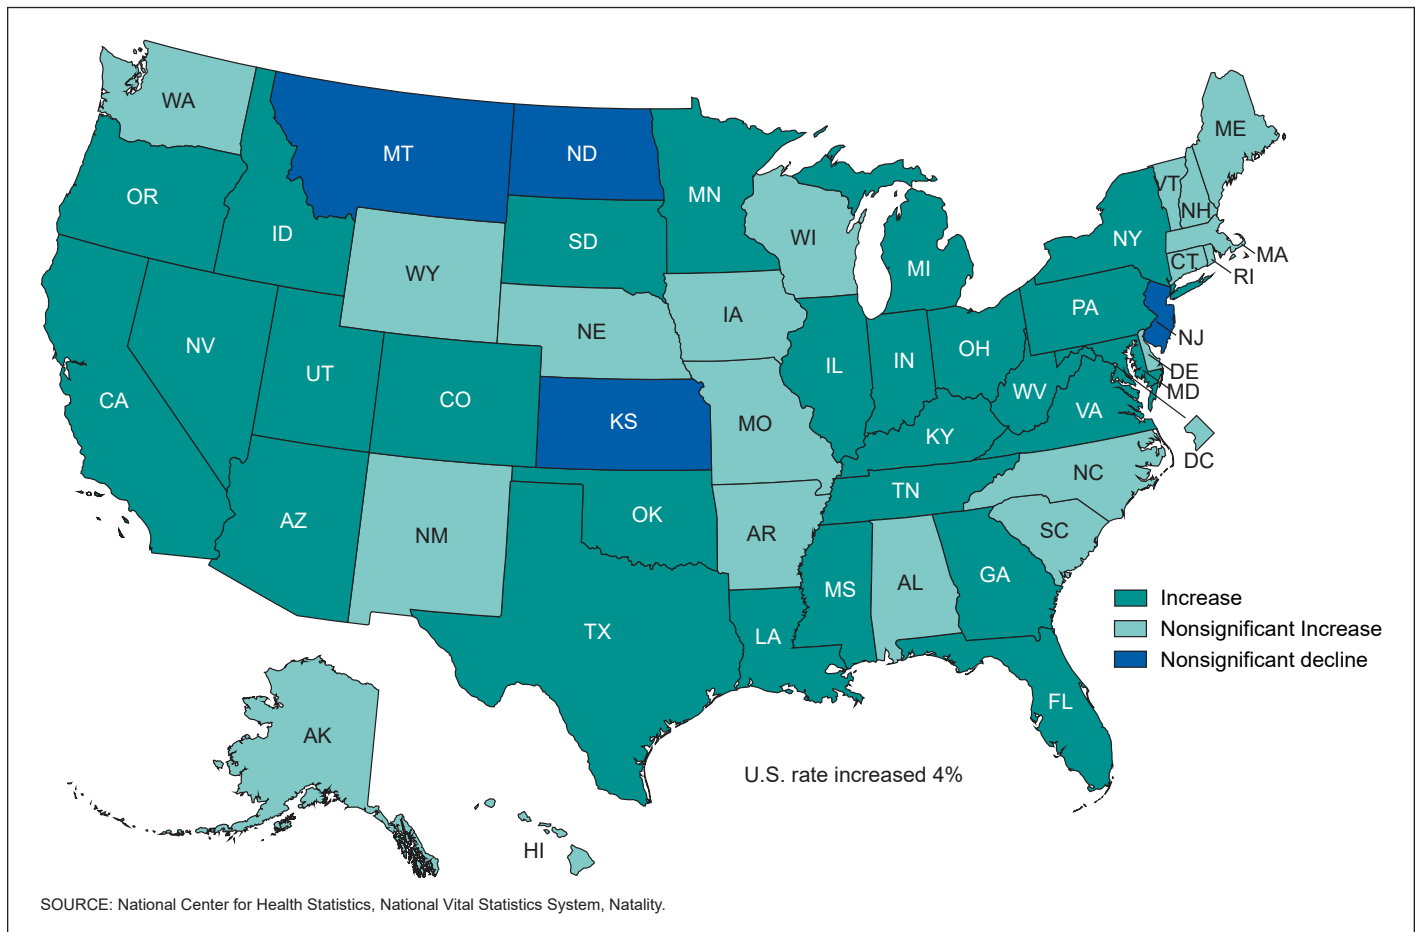 WA
ME
MT
ND
VT
MN
OR
NH
ID
SD
WI
NY
MA
WY
MI
CT
RI
IA
PA
NE
NV
NJ
OH
IN
IL
UT
DE
MD
CA
CO
WV
VA
KS
MO
KY
DC
NC
TN
AZ
OK
NM
AR
SC
GA
AL
MS
Increase
TX
LA
Nonsignificant Increase
Nonsignificant decline
FL
AK
U.S. rate increased 4%
HI
SOURCE: National Center for Health Statistics, National Vital Statistics System, Natality.